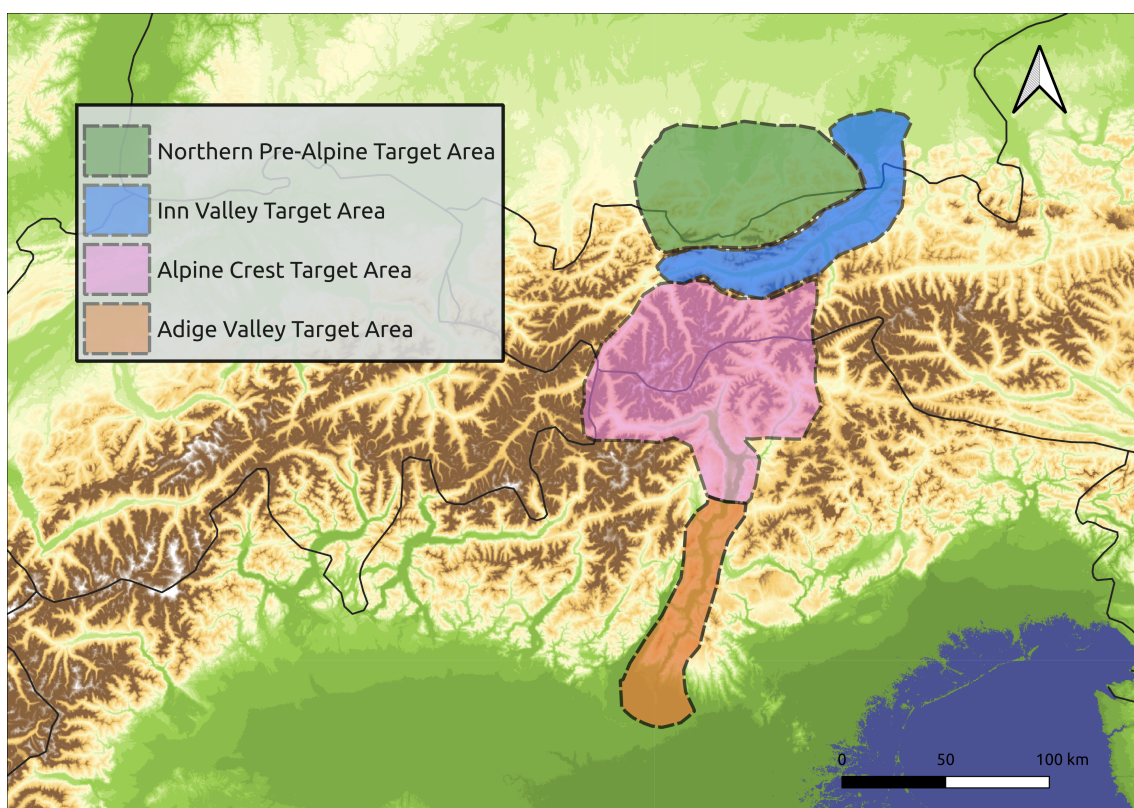 Northern Pre-Alpine Target Area
Inn Valley Target Area
Alpine Crest Target Area
Adige Valley Target Area
0 50 100 km